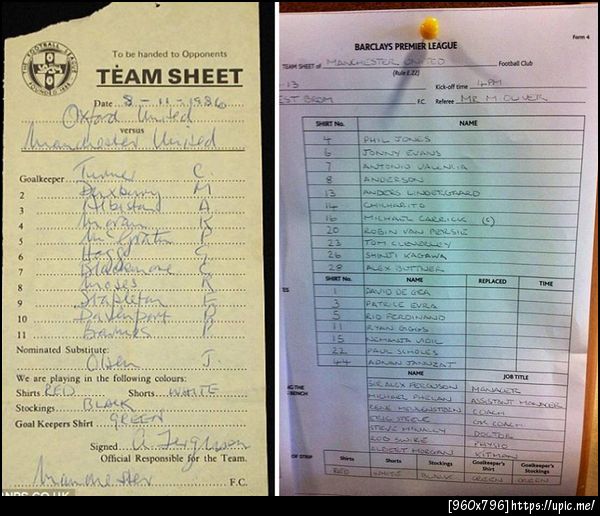 THE FOOTBALL LEAGUE
FOUNDED 1888
To be handed to Opponents
TEAM SHEET
Date 8-11-1986
Oxford United
versus
Manchester United
Goalkeeper Turner C.
2 Duxberry M
3 Albiston A
4 Moran K
5 McGrath P
6 Hogg G
7 Blackmore C
8 Moses R
9 Stapleton F
10 Davenport P
11 Barnes P
Nominated Substitute:
Olsen J.
We are playing in the following colours:
Shirts RED Shorts WHITE
Stockings BLACK
Goal Keepers Shirt GREEN
Signed A. Ferguson
Official Responsible for the Team.
Manchester F.C.
Form 4
BARCLAYS PREMIER LEAGUE
TEAM SHEET of MANCHESTER UNITED Football Club
(Rule E.22)
-13 Kick-off time 4PM
EST BROM F.C. Referee MR M OLIVER
SHIRT No. NAME
4 PHIL JONES
6 JONNY EVANS
7 ANTONIO VALENCIA
8 ANDERSON
13 ANDERS LINDEGAARD
14 CHICHARITO
16 MICHAEL CARRICK (C)
20 ROBIN VAN PERSIE
23 TOM CLEVERLEY
26 SHINJI KAGAWA
28 ALEX BUTTNER
SHIRT No. NAME REPLACED TIME
1 DAVID DE GEA
3 PATRICE EVRA
5 RIO FERDINAND
11 RYAN GIGGS
15 NEMANJA VIDIC
22 PAUL SCHOLES
44 ADNAN JANUZAJ
NAME JOB TITLE
SIR ALEX FERGUSON MANAGER
MICHAEL PHELAN ASSISTANT MANAGER
RENE MEULENSTEEN COACH
ERIC STEELE GK COACH
STEVE MCNALLY DOCTOR
ROB SWIRE PHYSIO
ALBERT MORGAN KITMAN
OF STRIP Shirts Shorts Stockings Goalkeeper's Shirt Goalkeeper's Stockings
RED WHITE BLACK GREEN GREEN
[960x796]https://upic.me/